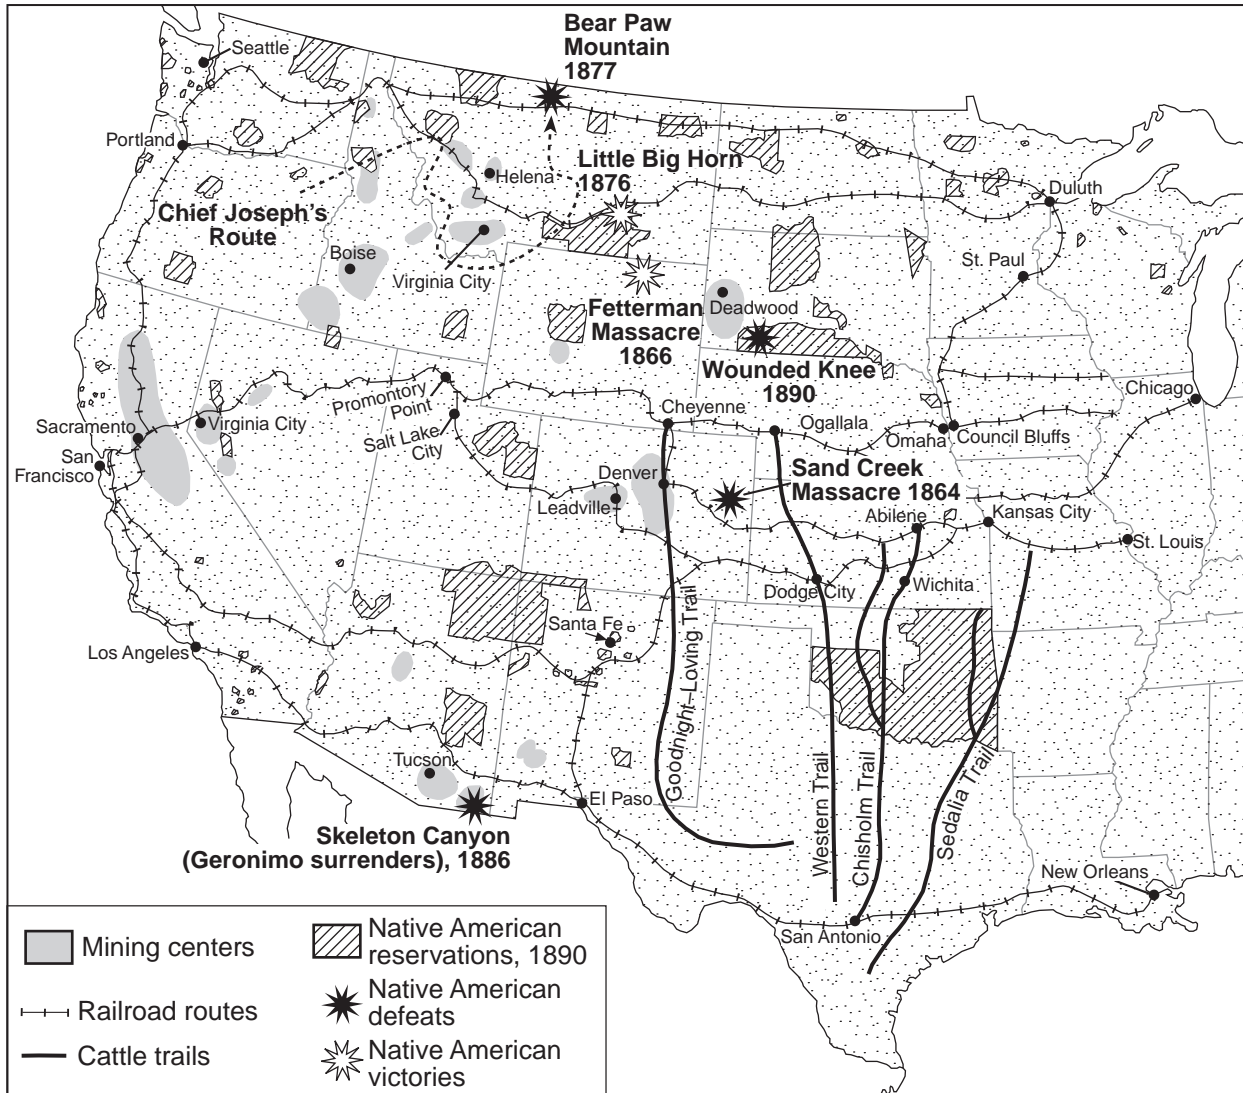 Bear Paw
Mountain
1877
Seattle
Portland
Little Big Horn
1876
Helena
Duluth
Chief Joseph's
Route
Boise
St. Paul
Virginia City
Deadwood
Fetterman
Massacre
1866
Wounded Knee
1890
Promontory
Point
Chicago
Cheyenne
Ogallala
Virginia City
Sacramento
Salt Lake
City
Omaha
Council Bluffs
San
Francisco
Denver
Sand Creek
Massacre 1864
Leadville
Abilene
Kansas City
St. Louis
Dodge City
Wichita
Santa Fe
Los Angeles
Goodnight–Loving Trail
Western Trail
Chisholm Trail
Sedalia Trail
Tucson
El Paso
Skeleton Canyon
(Geronimo surrenders), 1886
New Orleans
San Antonio
Mining centers
Railroad routes
Cattle trails
Native American
reservations, 1890
Native American
defeats
Native American
victories